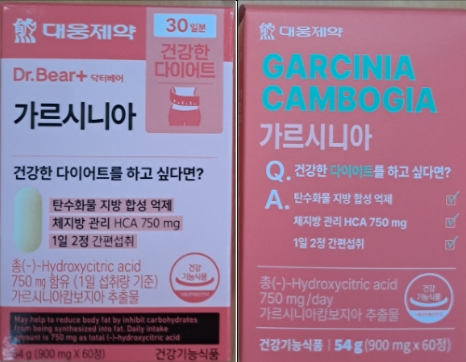 대웅제약
30 일분
건강한
다이어트
Dr.Bear+ 닥터베어
가르시니아
건강한 다이어트를 하고 싶다면?
탄수화물 지방 합성 억제
체지방 관리 HCA 750 mg
1일 2정 간편섭취
총(-)-Hydroxycitric acid
750 mg 함유 (1일 섭취량 기준)
가르시니아캄보지아 추출물
건강
기능식품
May help to reduce body fat by inhibit carbohydrates
from being synthesized into fat. Daily intake
amount is 750 mg as total (-)-hydroxycitric acid
54 g (900 mg X 60정)
건강기능식품
대웅제약
GARCINIA
CAMBOGIA
가르시니아
Q. 건강한 다이어트를 하고 싶다면?
A. 탄수화물 지방 합성 억제
체지방 관리 HCA 750 mg
1일 2정 간편섭취
총(-)-Hydroxycitric acid
750 mg /day
가르시니아캄보지아 추출물
건강
기능식품
건강기능식품 | 54 g (900 mg X 60정)